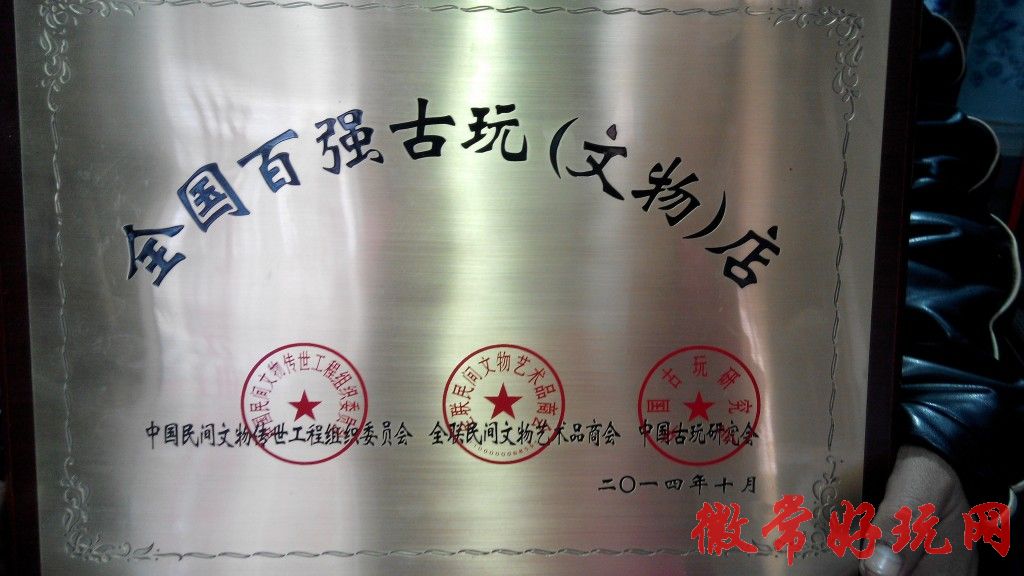 全国百强古玩(文物)店
中国民间文物传世工程组织委员会 全联民间文物艺术品商会 中国古玩研究会
二〇一四年十月
徽常好玩网